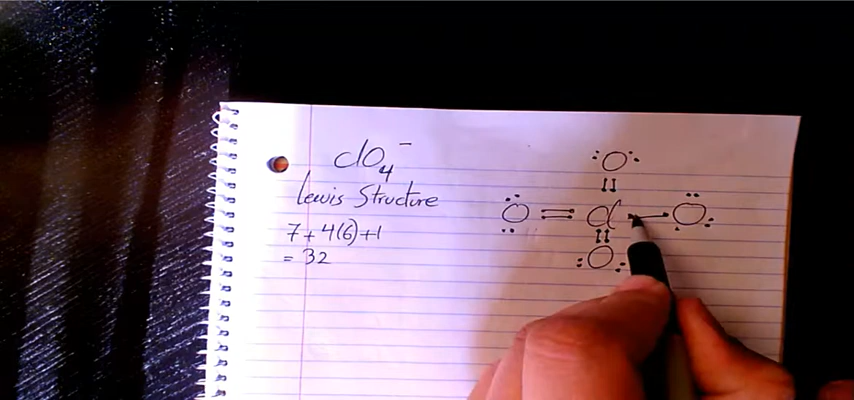 ClO4-
Lewis Structure
7+4(6)+1
= 32
O
O = Cl - O
O